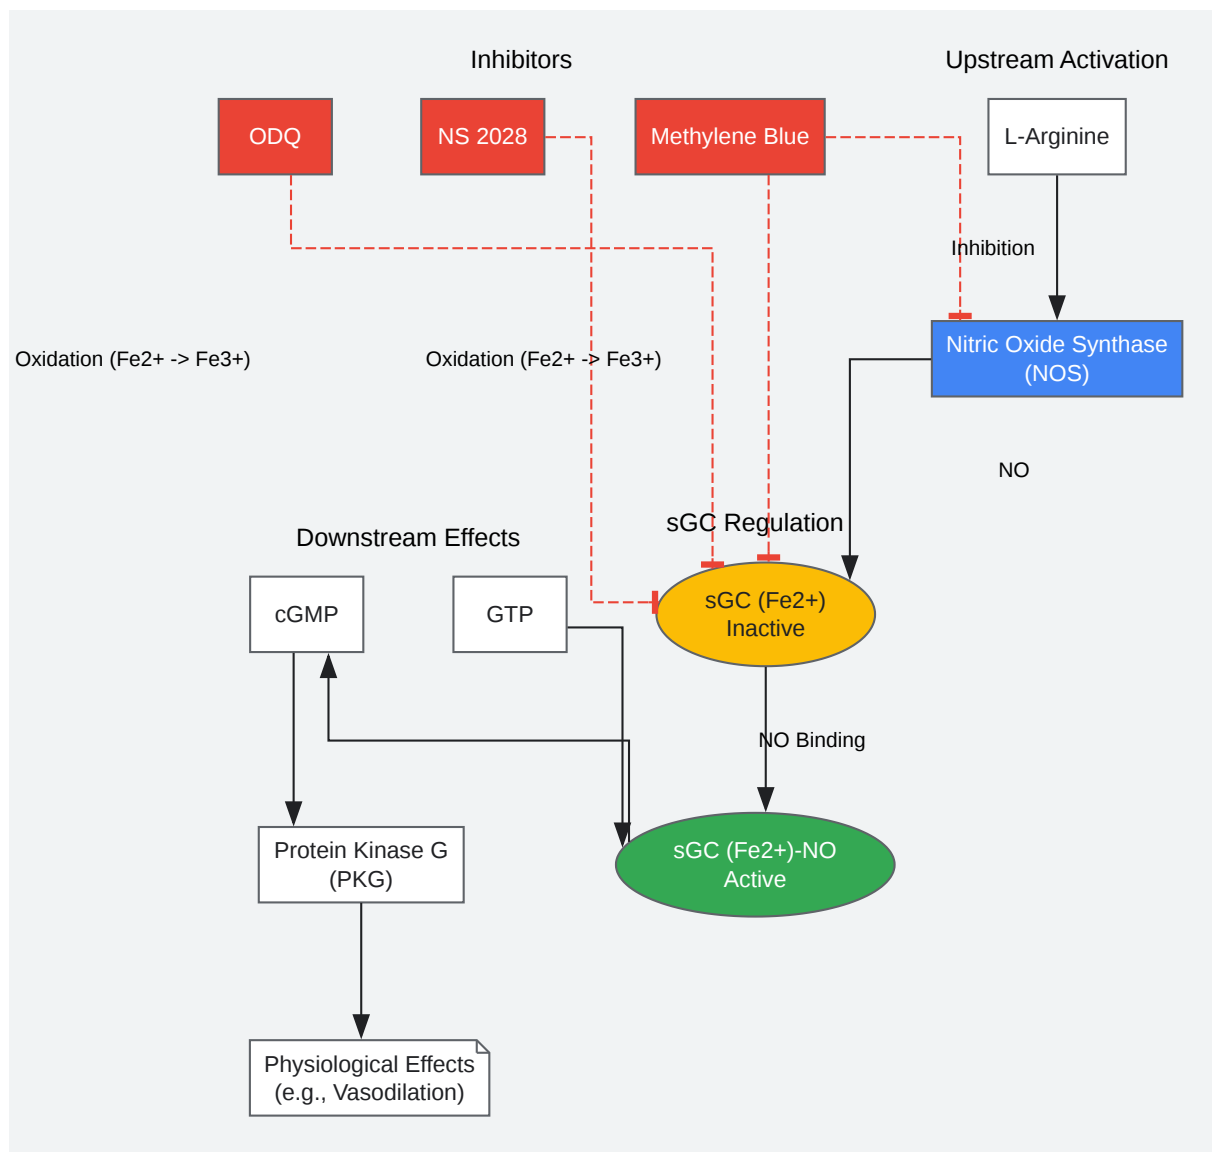 Inhibitors
Upstream Activation
ODQ
NS 2028
Methylene Blue
L-Arginine
Inhibition
Oxidation (Fe2+ -> Fe3+)
Oxidation (Fe2+ -> Fe3+)
Nitric Oxide Synthase
(NOS)
NO
sGC Regulation
Downstream Effects
cGMP
GTP
sGC (Fe2+)
Inactive
NO Binding
Protein Kinase G
(PKG)
sGC (Fe2+)-NO
Active
Physiological Effects
(e.g., Vasodilation)